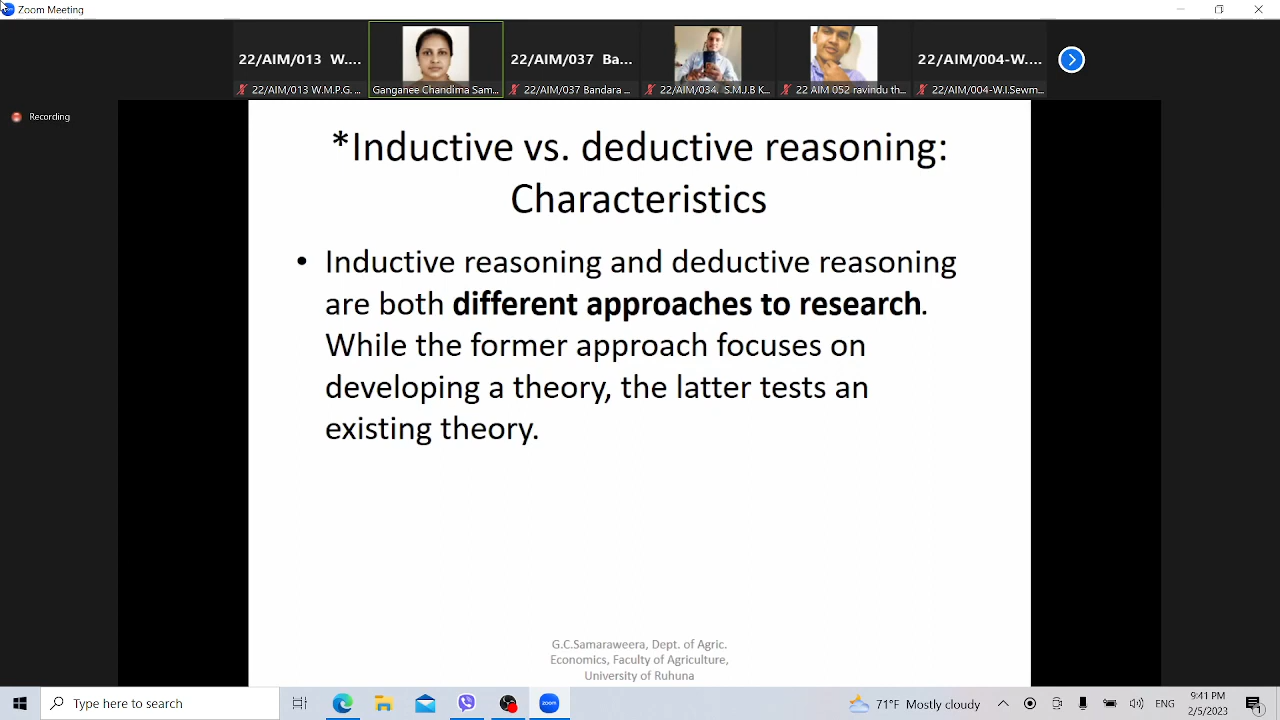 Zoom Meeting
22/AIM/013 W....
22/AIM/037 Ba...
22/AIM/004-W....
22/AIM/013 W.M.P.G. ...
Ganganee Chandima Sam...
22/AIM/037 Bandara ...
22/AIM/034. S.M.J.B K...
22 AIM 052 ravindu th...
22/AIM/004-W.I.Sewm...
Recording
*Inductive vs. deductive reasoning:
Characteristics
• Inductive reasoning and deductive reasoning
are both different approaches to research.
While the former approach focuses on
developing a theory, the latter tests an
existing theory.
G.C.Samaraweera, Dept. of Agric.
Economics, Faculty of Agriculture,
University of Ruhuna
Type here to search
zoom
71°F Mostly cloudy
ENG
9:41 PM
2/5/2023
1